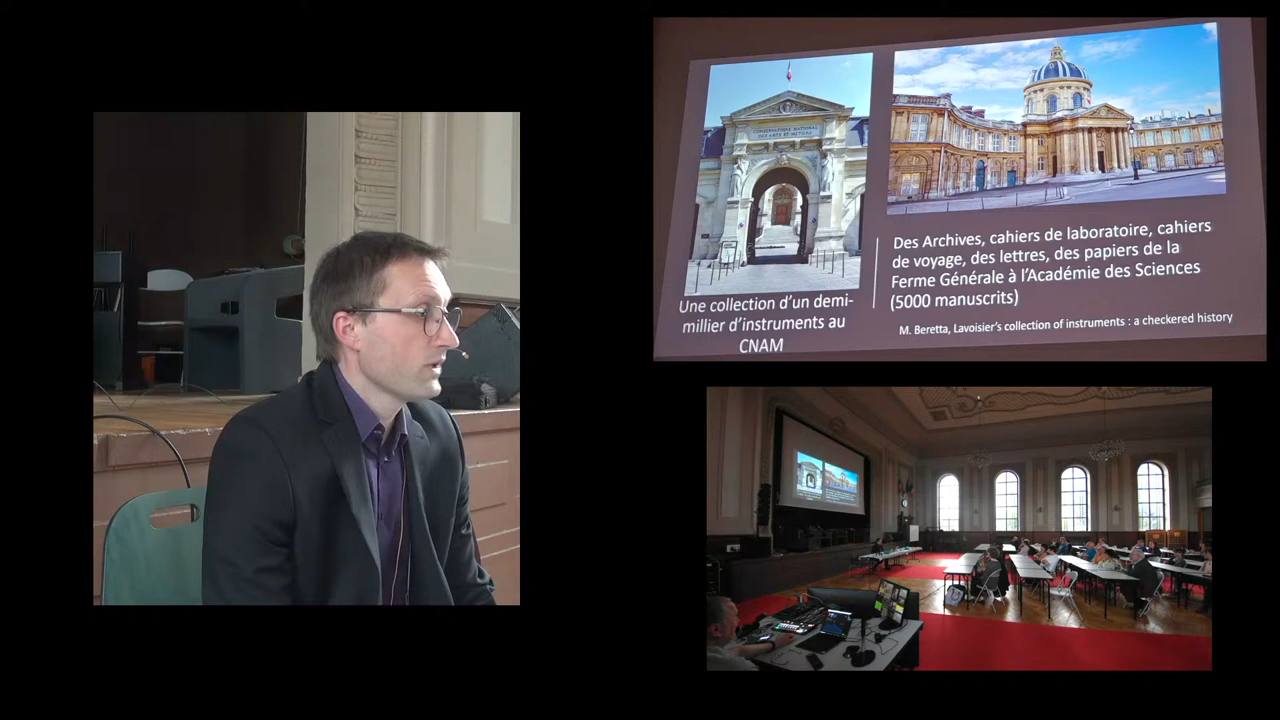 CONSERVATOIRE NATIONAL
DES ARTS ET METIERS
Une collection d'un demi-
millier d'instruments au
CNAM
Des Archives, cahiers de laboratoire, cahiers
de voyage, des lettres, des papiers de la
Ferme Générale à l'Académie des Sciences
(5000 manuscrits)
M. Beretta, Lavoisier's collection of instruments : a checkered history